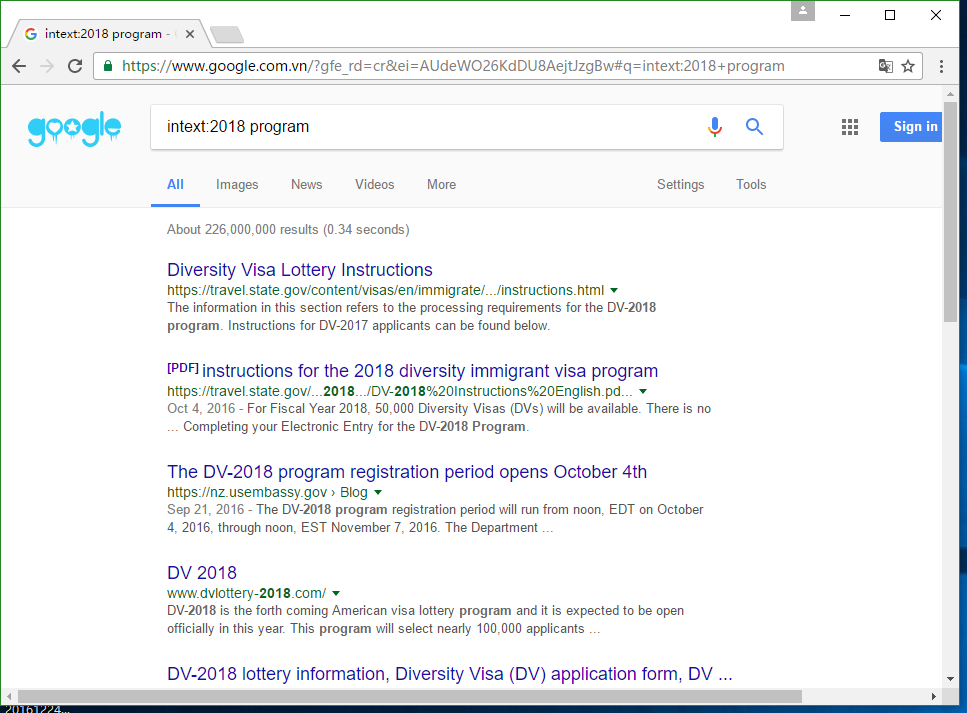 intext:2018 program -
https://www.google.com.vn/?gfe_rd=cr&ei=AUdeWO26KdDU8AejtJzgBw#q=intext:2018+program
google
intext:2018 program
Sign in
All Images News Videos More Settings Tools
About 226,000,000 results (0.34 seconds)
Diversity Visa Lottery Instructions
https://travel.state.gov/content/visas/en/immigrate/.../instructions.html
The information in this section refers to the processing requirements for the DV-2018
program. Instructions for DV-2017 applicants can be found below.
[PDF] instructions for the 2018 diversity immigrant visa program
https://travel.state.gov/...2018.../DV-2018%20Instructions%20English.pd...
Oct 4, 2016 - For Fiscal Year 2018, 50,000 Diversity Visas (DVs) will be available. There is no
... Completing your Electronic Entry for the DV-2018 Program.
The DV-2018 program registration period opens October 4th
https://nz.usembassy.gov › Blog
Sep 21, 2016 - The DV-2018 program registration period will run from noon, EDT on October
4, 2016, through noon, EST November 7, 2016. The Department ...
DV 2018
www.dvlottery-2018.com/
DV-2018 is the forth coming American visa lottery program and it is expected to be open
officially in this year. This program will select nearly 100,000 applicants ...
DV-2018 lottery information, Diversity Visa (DV) application form, DV ...
20161224...